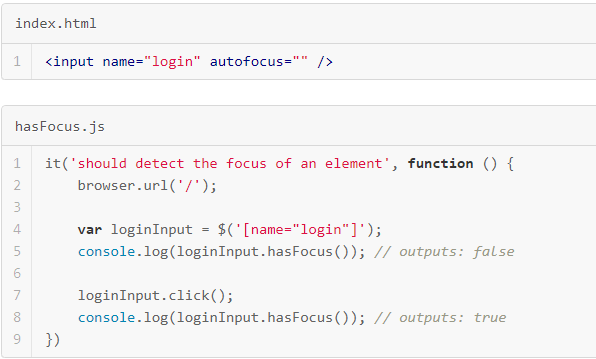 index.html
1 <input name="login" autofocus="" />
hasFocus.js
1 it('should detect the focus of an element', function () {
2     browser.url('/');
3
4     var loginInput = $('[name="login"]');
5     console.log(loginInput.hasFocus()); // outputs: false
6
7     loginInput.click();
8     console.log(loginInput.hasFocus()); // outputs: true
9 })